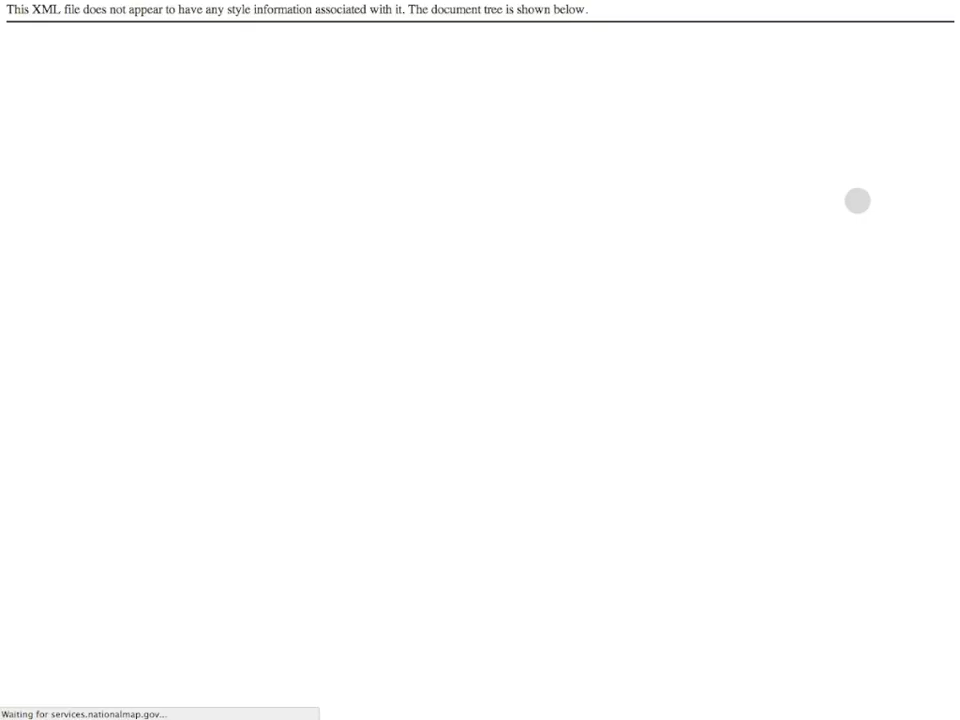 This XML file does not appear to have any style information associated with it. The document tree is shown below.
Waiting for services.nationalmap.gov...